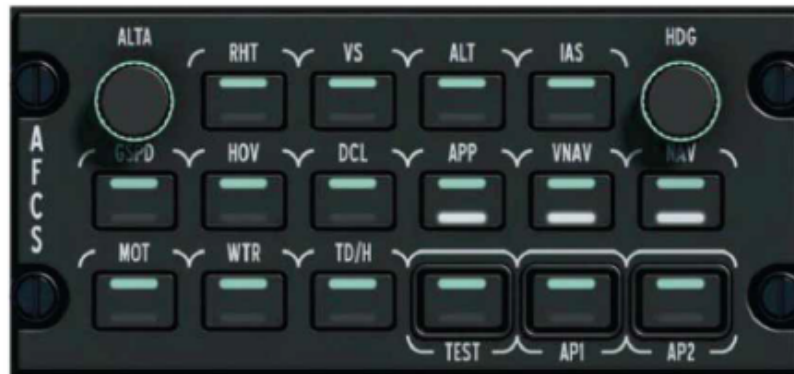 ALTA RHT VS ALT IAS HDG
AFCS
GSPD HOV DCL APP VNAV NAV
MOT WTR TD/H
TEST AP1 AP2